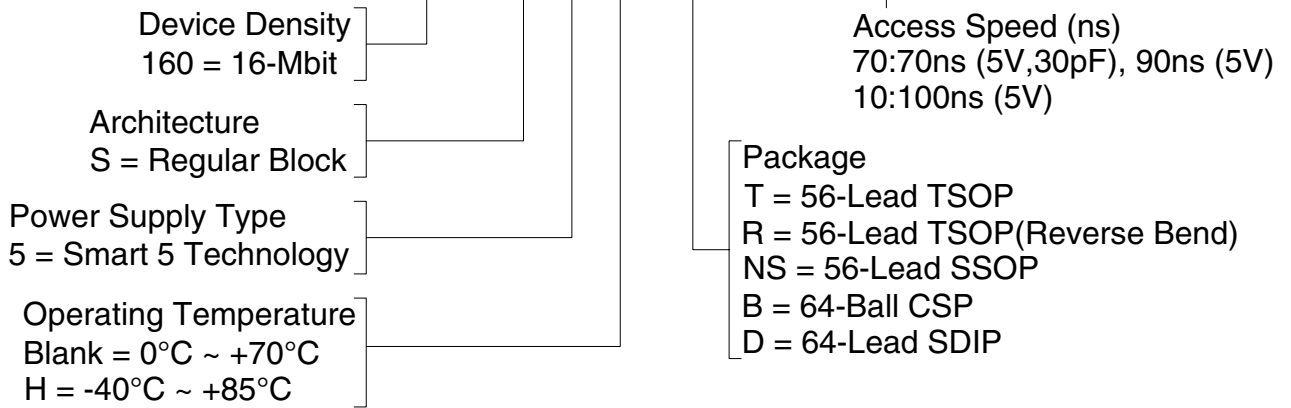 Device Density
160 = 16-Mbit
Architecture
S = Regular Block
Power Supply Type
5 = Smart 5 Technology
Operating Temperature
Blank = 0°C ~ +70°C
H = -40°C ~ +85°C
Access Speed (ns)
70:70ns (5V,30pF), 90ns (5V)
10:100ns (5V)
Package
T = 56-Lead TSOP
R = 56-Lead TSOP(Reverse Bend)
NS = 56-Lead SSOP
B = 64-Ball CSP
D = 64-Lead SDIP